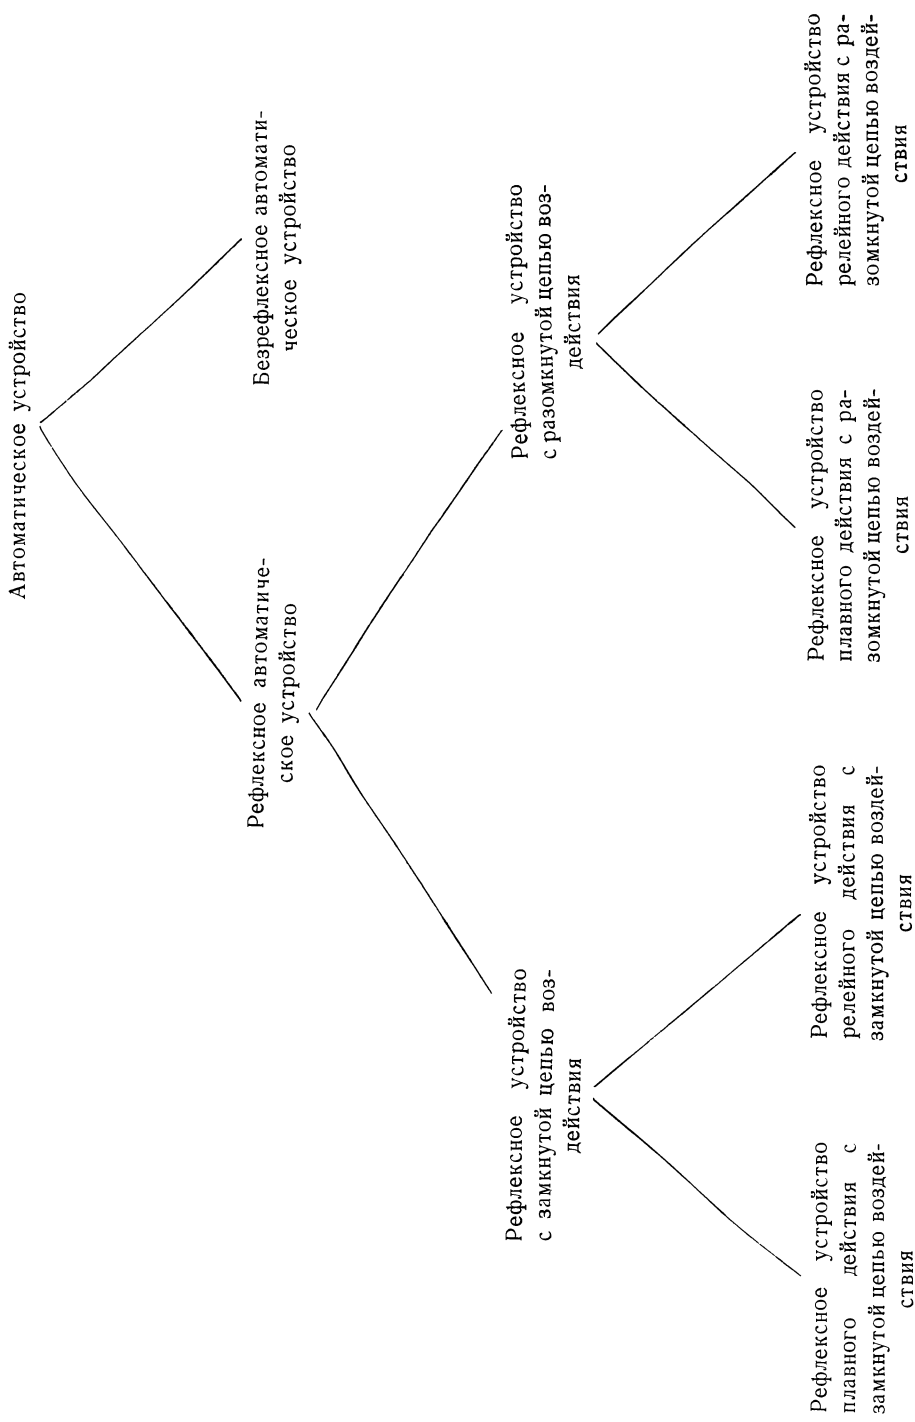 Автоматическое устройство
Рефлексное автоматиче-
ское устройство
Безрефлексное автомати-
ческое устройство
Рефлексное устройство
с замкнутой цепью воз-
действия
Рефлексное устройство
с разомкнутой цепью воз-
действия
Рефлексное устройство
плавного действия с
замкнутой цепью воздей-
ствия
Рефлексное устройство
релейного действия с
замкнутой цепью воздей-
ствия
Рефлексное устройство
плавного действия с ра-
зомкнутой цепью воздей-
ствия
Рефлексное устройство
релейного действия с ра-
зомкнутой цепью воздей-
ствия